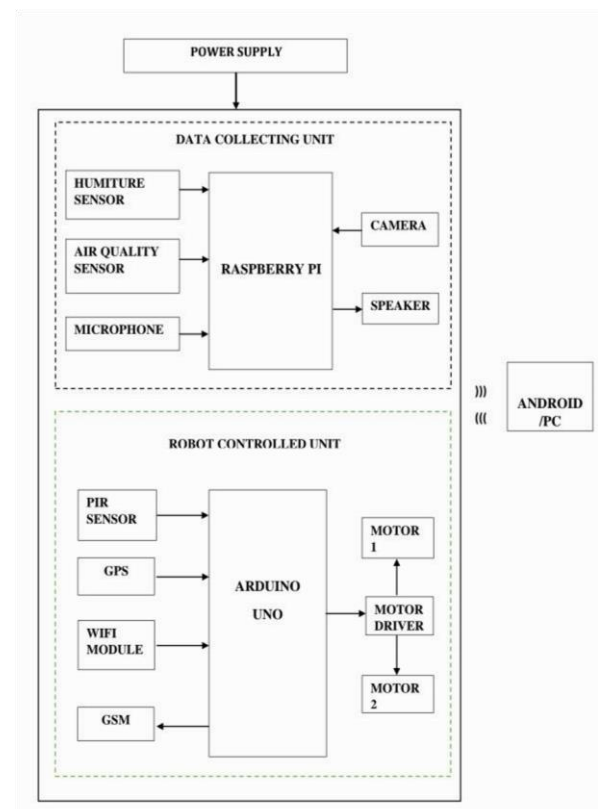 POWER SUPPLY
DATA COLLECTING UNIT
HUMITURE
SENSOR
AIR QUALITY
SENSOR
MICROPHONE
RASPBERRY PI
CAMERA
SPEAKER
)))
(((
ANDROID
/PC
ROBOT CONTROLLED UNIT
PIR
SENSOR
GPS
WIFI
MODULE
GSM
ARDUINO
UNO
MOTOR
1
MOTOR
DRIVER
MOTOR
2